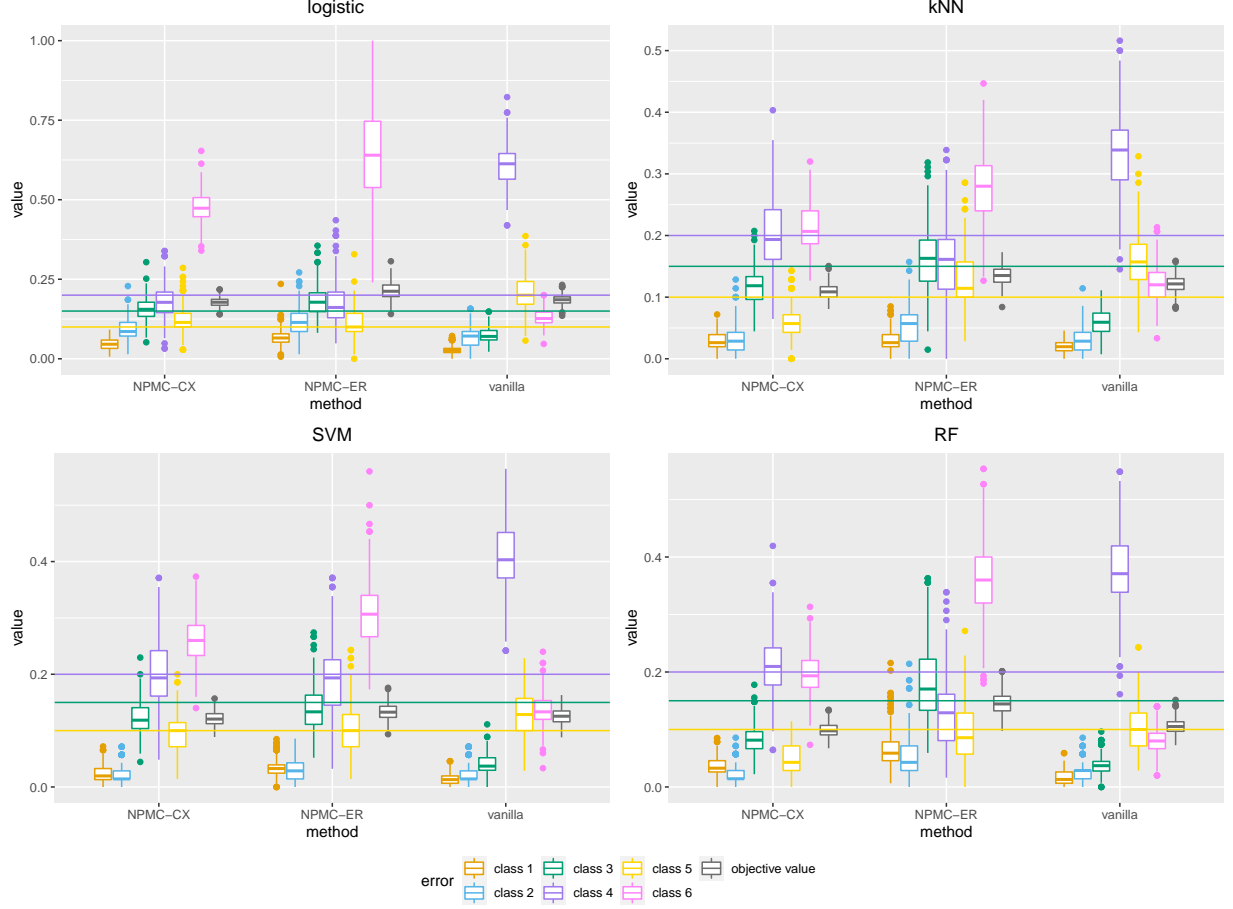 logistic
1.00
0.75
0.50
0.25
0.00
value
NPMC−CX
NPMC−ER
vanilla
method
kNN
0.5
0.4
0.3
0.2
0.1
0.0
value
NPMC−CX
NPMC−ER
vanilla
method
SVM
0.4
0.2
0.0
value
NPMC−CX
NPMC−ER
vanilla
method
RF
0.4
0.2
0.0
value
NPMC−CX
NPMC−ER
vanilla
method
error
class 1
class 3
class 5
objective value
class 2
class 4
class 6